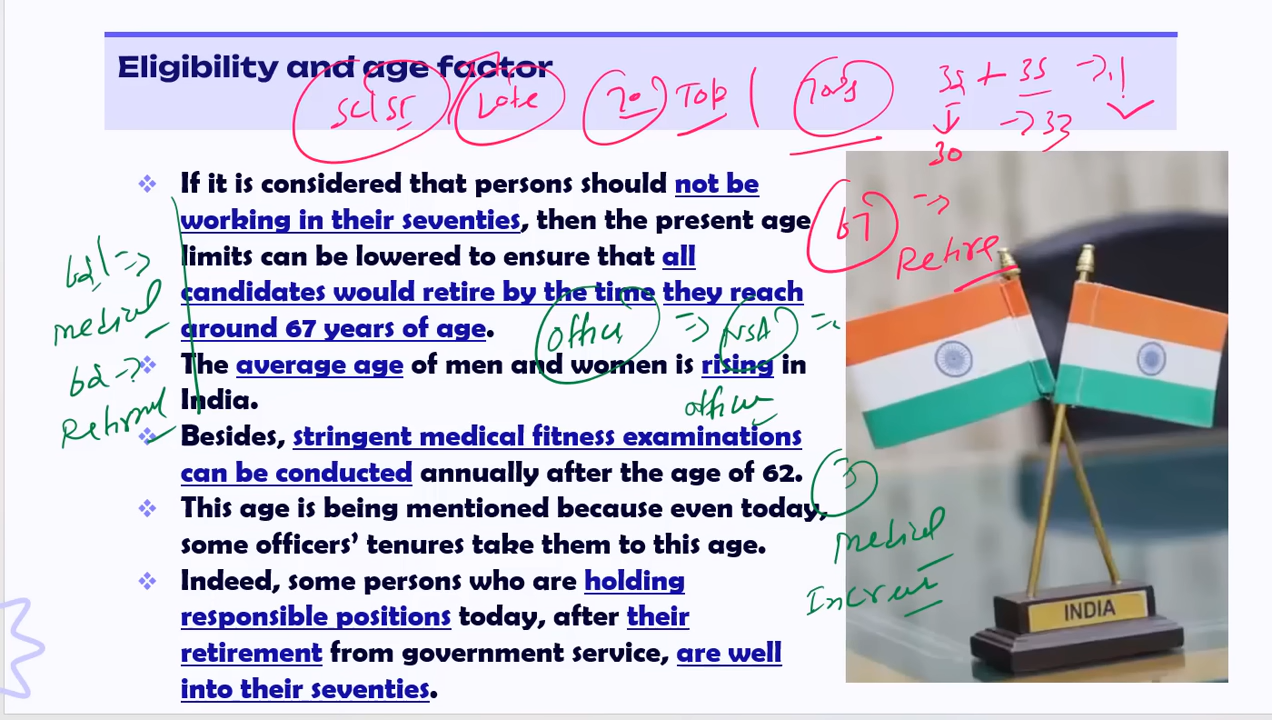 Eligibility and age factor
SC/ST
Late
70
Top
70's
35 + 35
30
33
If it is considered that persons should not be
working in their seventies, then the present age
limits can be lowered to ensure that all
candidates would retire by the time they reach
around 67 years of age.
The average age of men and women is rising in
India.
Besides, stringent medical fitness examinations
can be conducted annually after the age of 62.
This age is being mentioned because even today,
some officers’ tenures take them to this age.
Indeed, some persons who are holding
responsible positions today, after their
retirement from government service, are well
into their seventies.
67
Retire
medical
62
Office
NSA
3
medical
INDIA